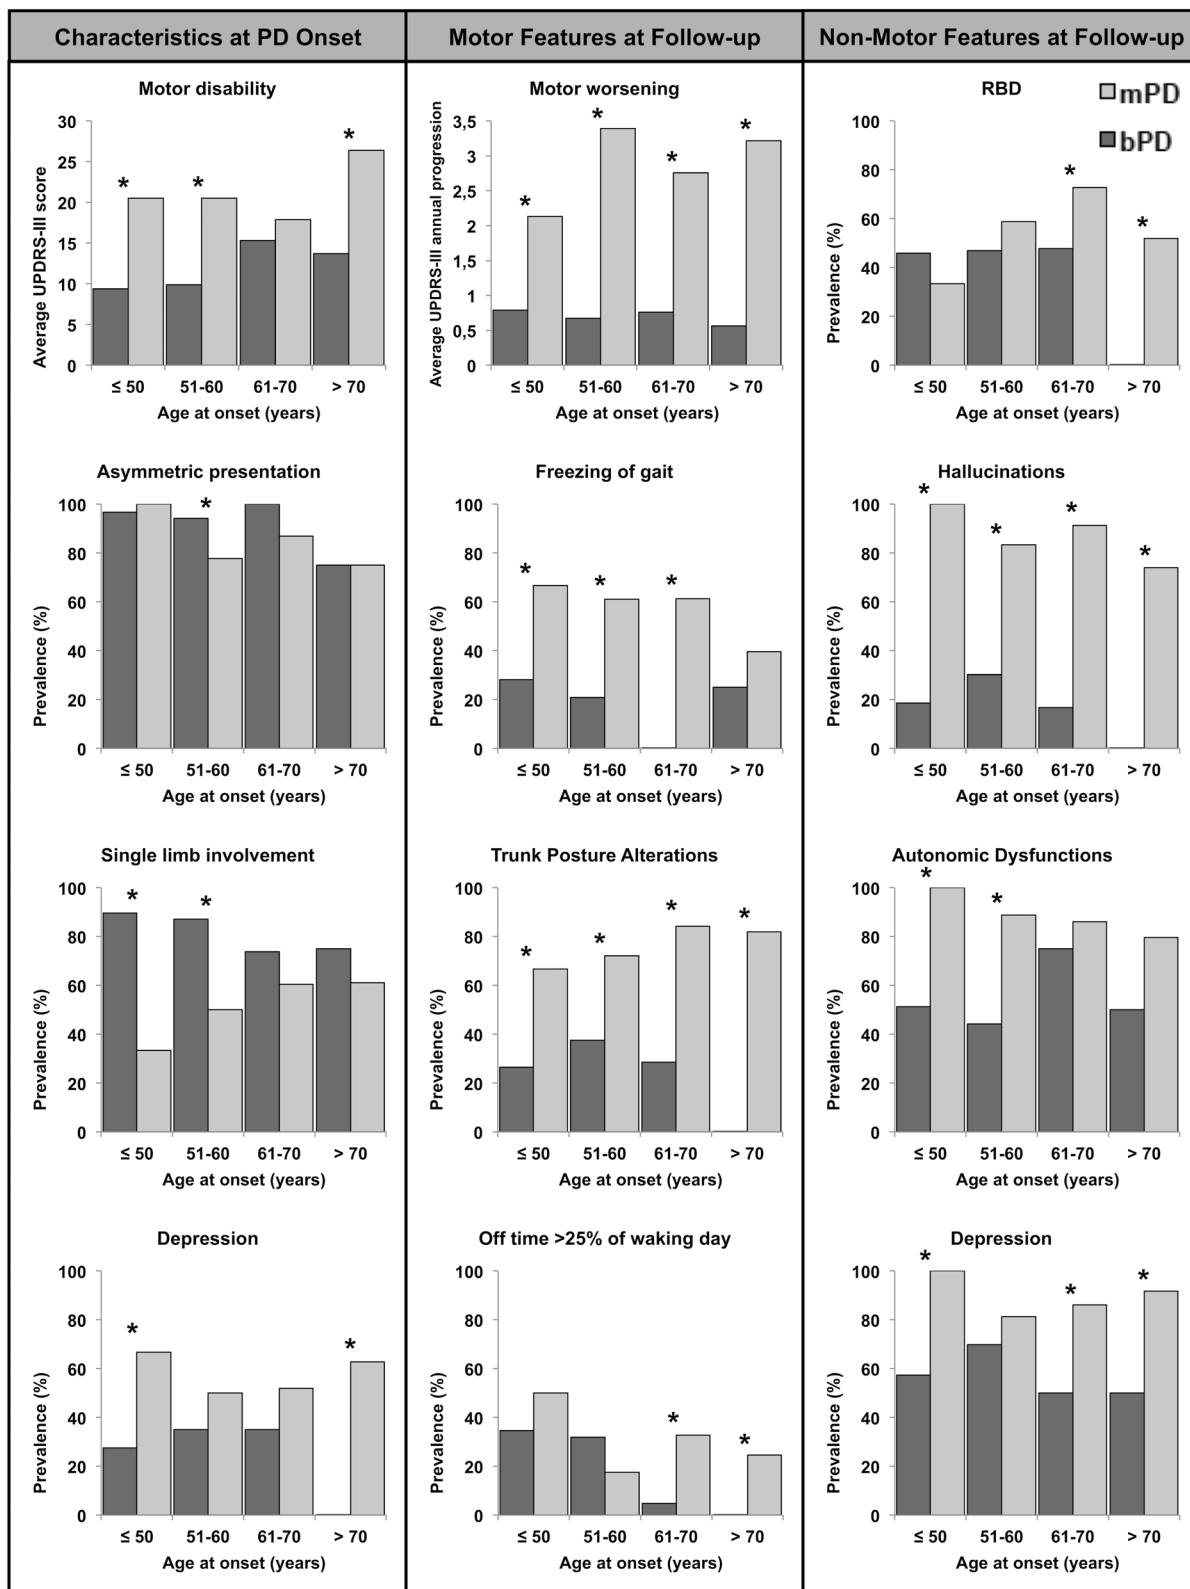 Characteristics at PD Onset
Motor Features at Follow-up
Non-Motor Features at Follow-up
Motor disability
30
25
20
15
10
5
0
Average UPDRS-III score
* * *
≤ 50 51-60 61-70 > 70
Age at onset (years)
Motor worsening
3,5
3
2,5
2
1,5
1
0,5
0
Average UPDRS-III annual progression
* * * *
≤ 50 51-60 61-70 > 70
Age at onset (years)
RBD
mPD
bPD
100
80
60
40
20
0
Prevalence (%)
* *
≤ 50 51-60 61-70 > 70
Age at onset (years)
Asymmetric presentation
100
80
60
40
20
0
Prevalence (%)
*
≤ 50 51-60 61-70 > 70
Age at onset (years)
Freezing of gait
100
80
60
40
20
0
Prevalence (%)
* * *
≤ 50 51-60 61-70 > 70
Age at onset (years)
Hallucinations
100
80
60
40
20
0
Prevalence (%)
* * * *
≤ 50 51-60 61-70 > 70
Age at onset (years)
Single limb involvement
100
80
60
40
20
0
Prevalence (%)
* *
≤ 50 51-60 61-70 > 70
Age at onset (years)
Trunk Posture Alterations
100
80
60
40
20
0
Prevalence (%)
* * * *
≤ 50 51-60 61-70 > 70
Age at onset (years)
Autonomic Dysfunctions
100
80
60
40
20
0
Prevalence (%)
* *
≤ 50 51-60 61-70 > 70
Age at onset (years)
Depression
100
80
60
40
20
0
Prevalence (%)
* *
≤ 50 51-60 61-70 > 70
Age at onset (years)
Off time >25% of waking day
100
80
60
40
20
0
Prevalence (%)
* *
≤ 50 51-60 61-70 > 70
Age at onset (years)
Depression
100
80
60
40
20
0
Prevalence (%)
* * *
≤ 50 51-60 61-70 > 70
Age at onset (years)